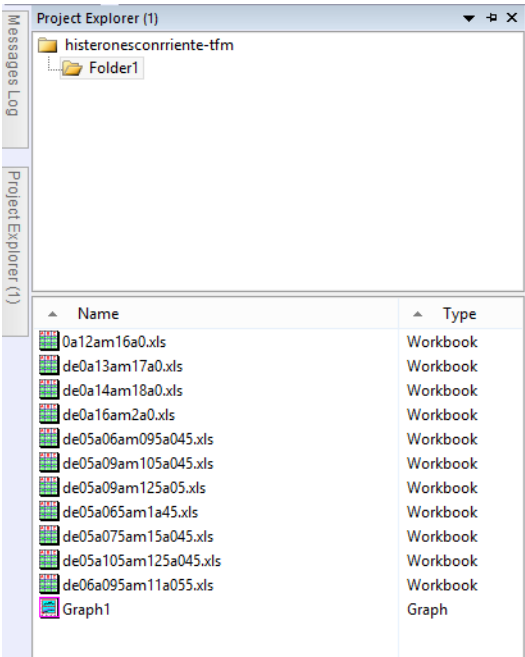 Messages Log
Project Explorer (1)
Project Explorer (1)
histeronesconrriente-tfm
Folder1
Name Type
0a12am16a0.xls Workbook
de0a13am17a0.xls Workbook
de0a14am18a0.xls Workbook
de0a16am2a0.xls Workbook
de05a06am095a045.xls Workbook
de05a09am105a045.xls Workbook
de05a09am125a05.xls Workbook
de05a065am1a45.xls Workbook
de05a075am15a045.xls Workbook
de05a105am125a045.xls Workbook
de06a095am11a055.xls Workbook
Graph1 Graph